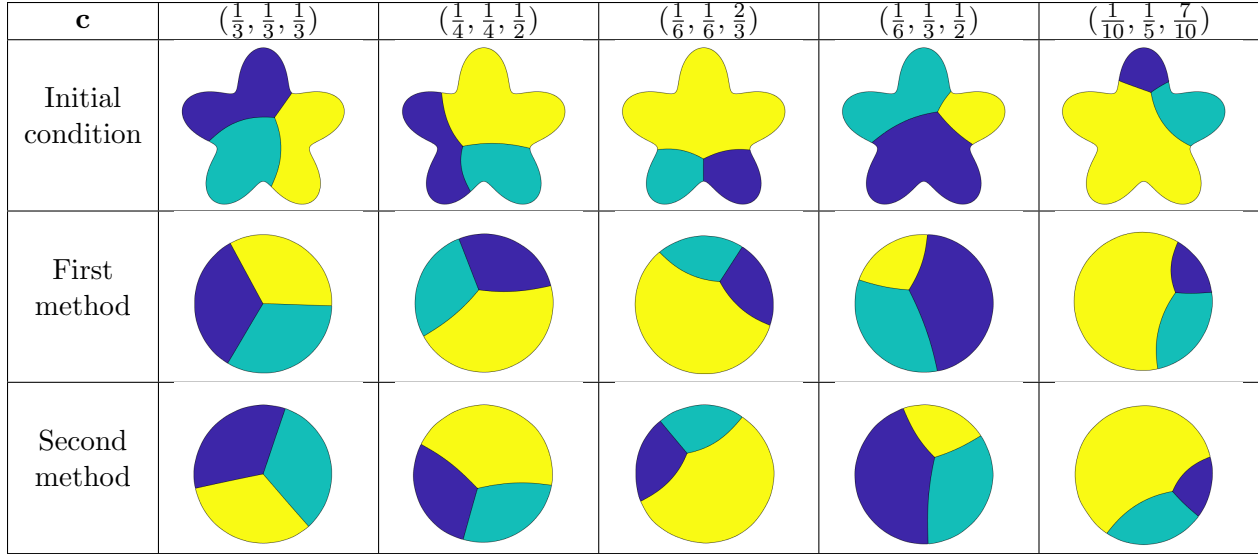 c (1/3, 1/3, 1/3) (1/4, 1/4, 1/2) (1/6, 1/6, 2/3) (1/6, 1/3, 1/2) (1/10, 1/5, 7/10)
Initial
condition
First
method
Second
method